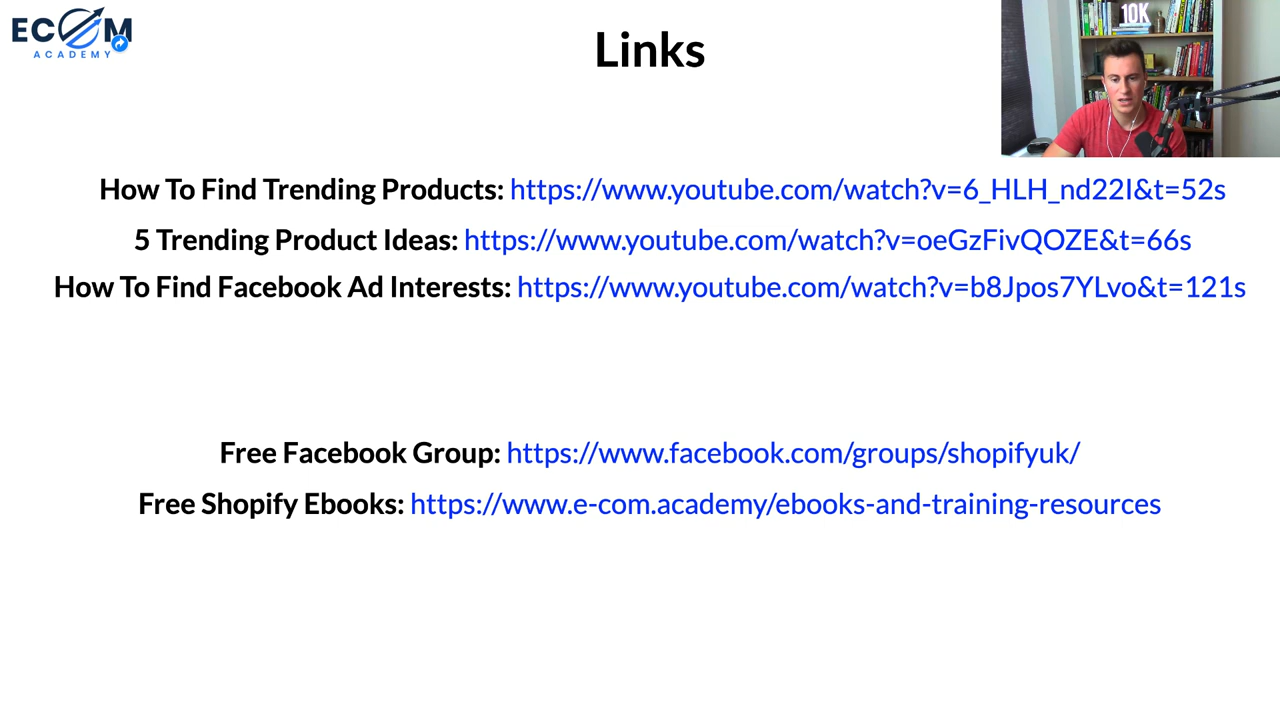 ECOM
ACADEMY
Links
10K
How To Find Trending Products: https://www.youtube.com/watch?v=6_HLH_nd22I&t=52s
5 Trending Product Ideas: https://www.youtube.com/watch?v=oeGzFivQOZE&t=66s
How To Find Facebook Ad Interests: https://www.youtube.com/watch?v=b8Jpos7YLvo&t=121s
Free Facebook Group: https://www.facebook.com/groups/shopifyuk/
Free Shopify Ebooks: https://www.e-com.academy/ebooks-and-training-resources